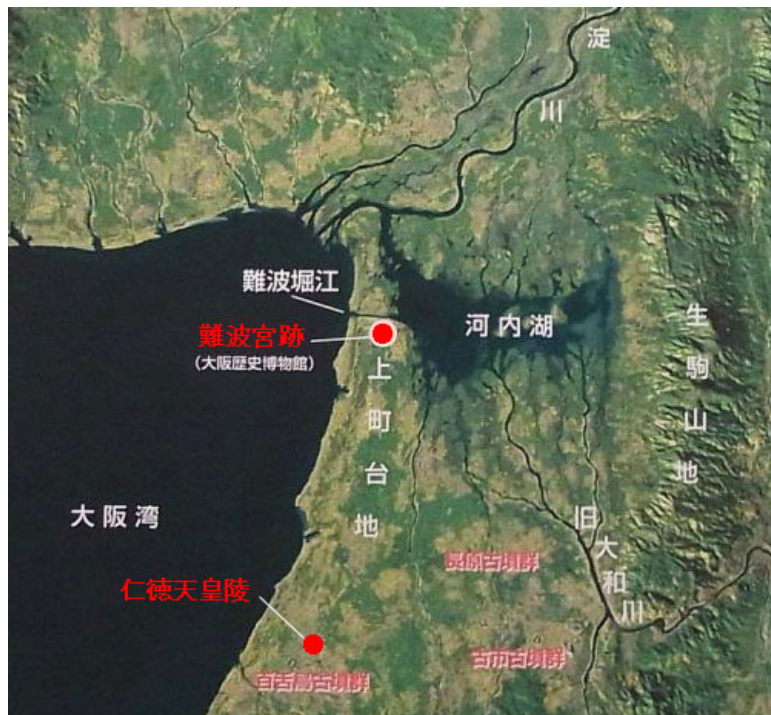 淀
川
難波堀江
難波宮跡
（大阪歴史博物館）
河内湖
上町台地
生駒山地
大阪湾
旧大和川
長原古墳群
仁徳天皇陵
古市古墳群
百舌鳥古墳群